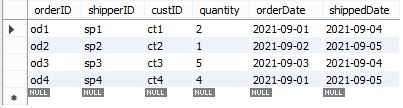 orderID shipperID custID quantity orderDate shippedDate
od1 sp1 ct1 2 2021-09-01 2021-09-04
od2 sp2 ct2 1 2021-09-02 2021-09-05
od3 sp3 ct3 5 2021-09-03 2021-09-04
od4 sp4 ct4 4 2021-09-01 2021-09-05
NULL NULL NULL NULL NULL NULL